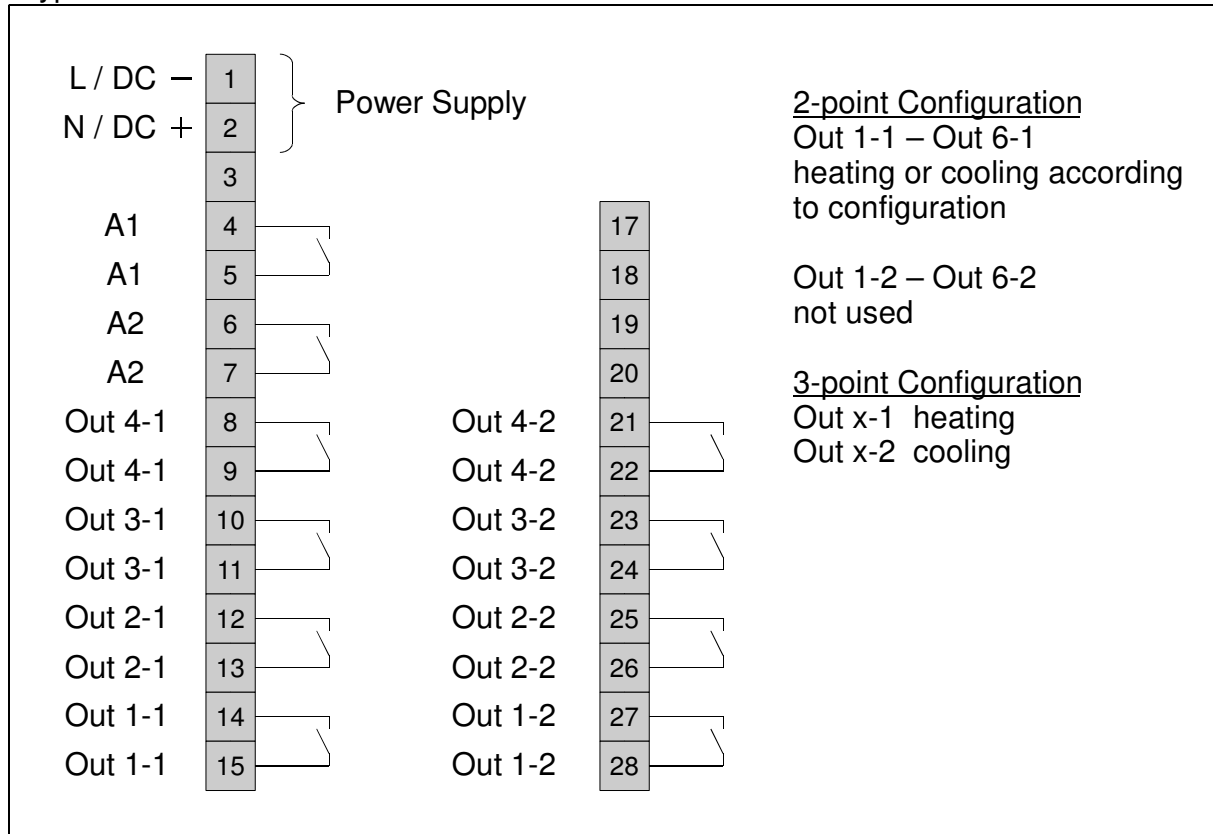 L / DC – 1
N / DC + 2
Power Supply
3
A1 4
A1 5
A2 6
A2 7
Out 4-1 8
Out 4-1 9
Out 3-1 10
Out 3-1 11
Out 2-1 12
Out 2-1 13
Out 1-1 14
Out 1-1 15
17
18
19
20
Out 4-2 21
Out 4-2 22
Out 3-2 23
Out 3-2 24
Out 2-2 25
Out 2-2 26
Out 1-2 27
Out 1-2 28
2-point Configuration
Out 1-1 – Out 6-1
heating or cooling according
to configuration
Out 1-2 – Out 6-2
not used
3-point Configuration
Out x-1 heating
Out x-2 cooling